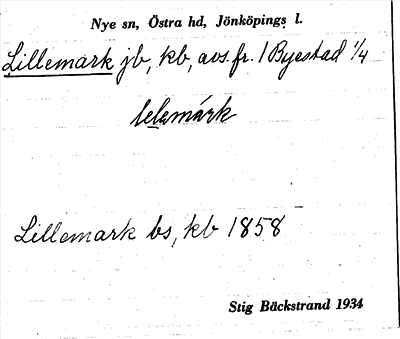 Nye sn, Östra hd, Jönköpings l.
Lillemark jb, kb, avs. fr. 1 Byestad 1/4
lelemárk
Lillemark bs, kb 1858
Stig Bäckstrand 1934